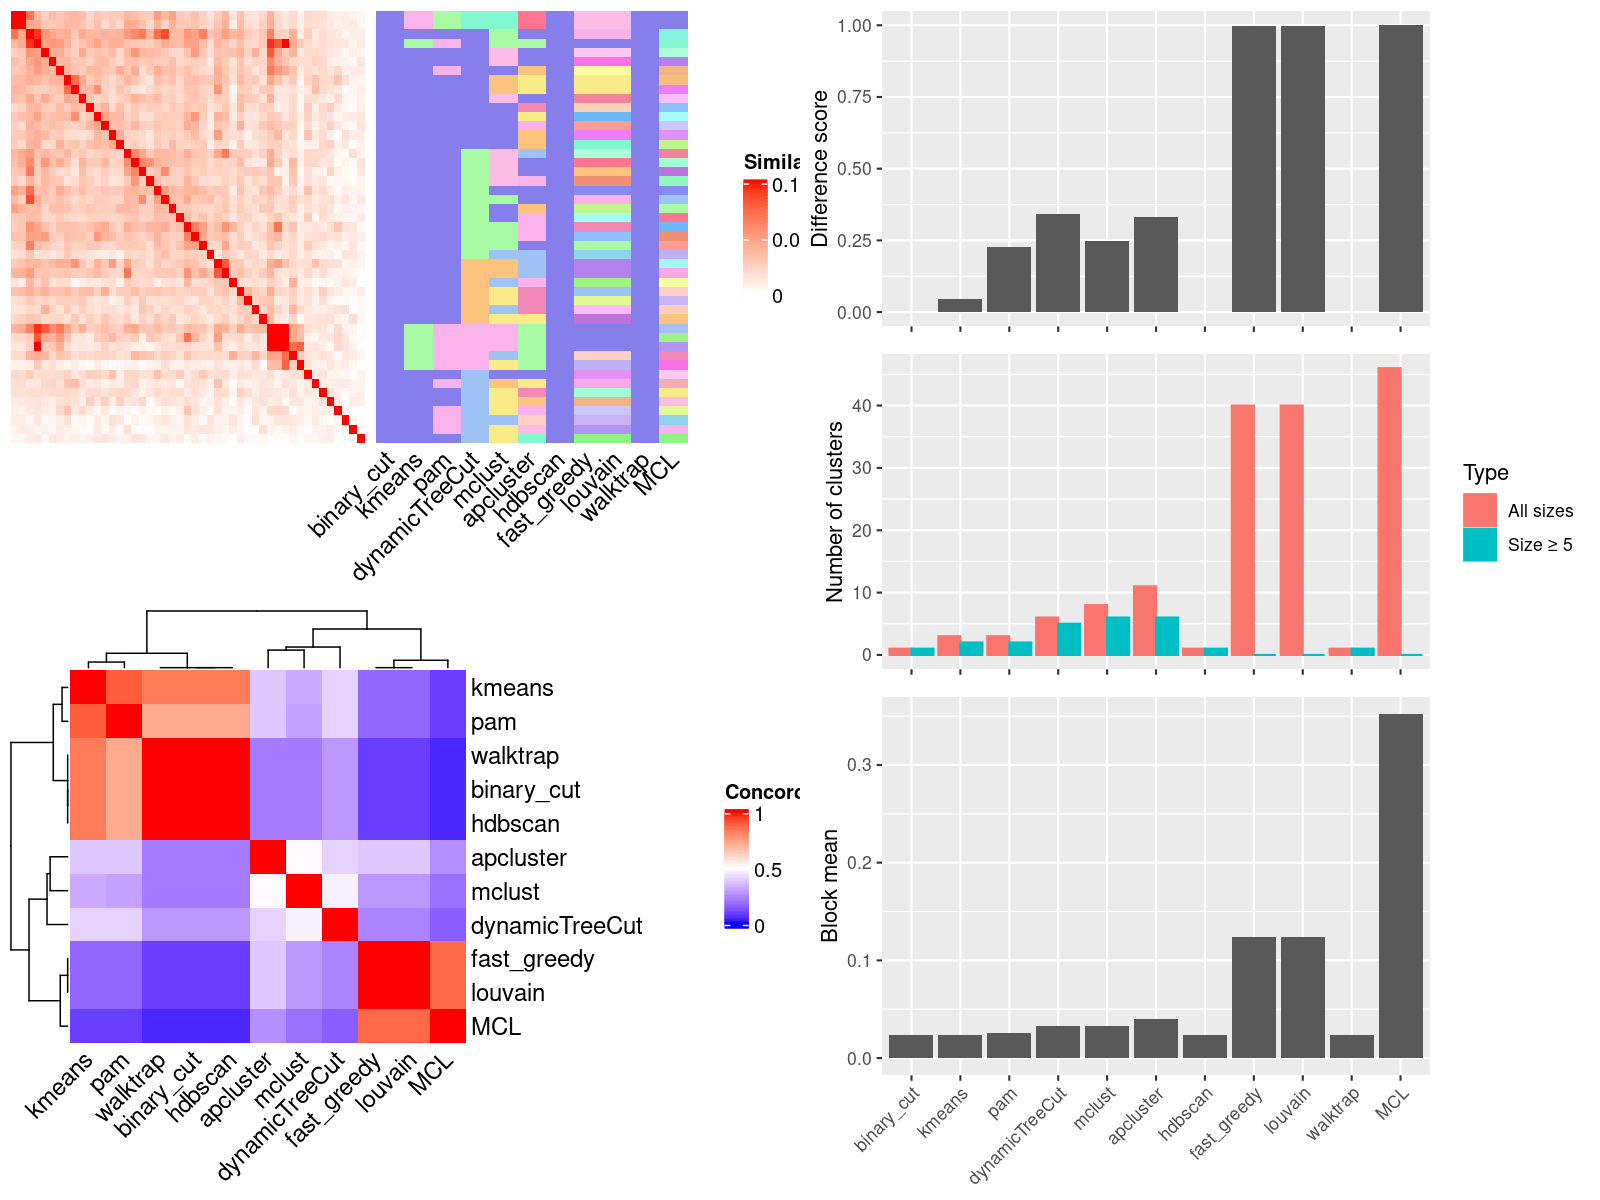 Simila
0.1
0.0
0
binary_cut
kmeans
pam
dynamicTreeCut
mclust
apcluster
hdbscan
fast_greedy
louvain
walktrap
MCL
kmeans
pam
walktrap
binary_cut
hdbscan
apcluster
mclust
dynamicTreeCut
fast_greedy
louvain
MCL
Concord
1
0.5
0
kmeans
pam
walktrap
binary_cut
hdbscan
apcluster
mclust
dynamicTreeCut
fast_greedy
louvain
MCL
Difference score
1.00
0.75
0.50
0.25
0.00
Number of clusters
40
30
20
10
0
Type
All sizes
Size ≥ 5
Block mean
0.3
0.2
0.1
0.0
binary_cut
kmeans
pam
dynamicTreeCut
mclust
apcluster
hdbscan
fast_greedy
louvain
walktrap
MCL